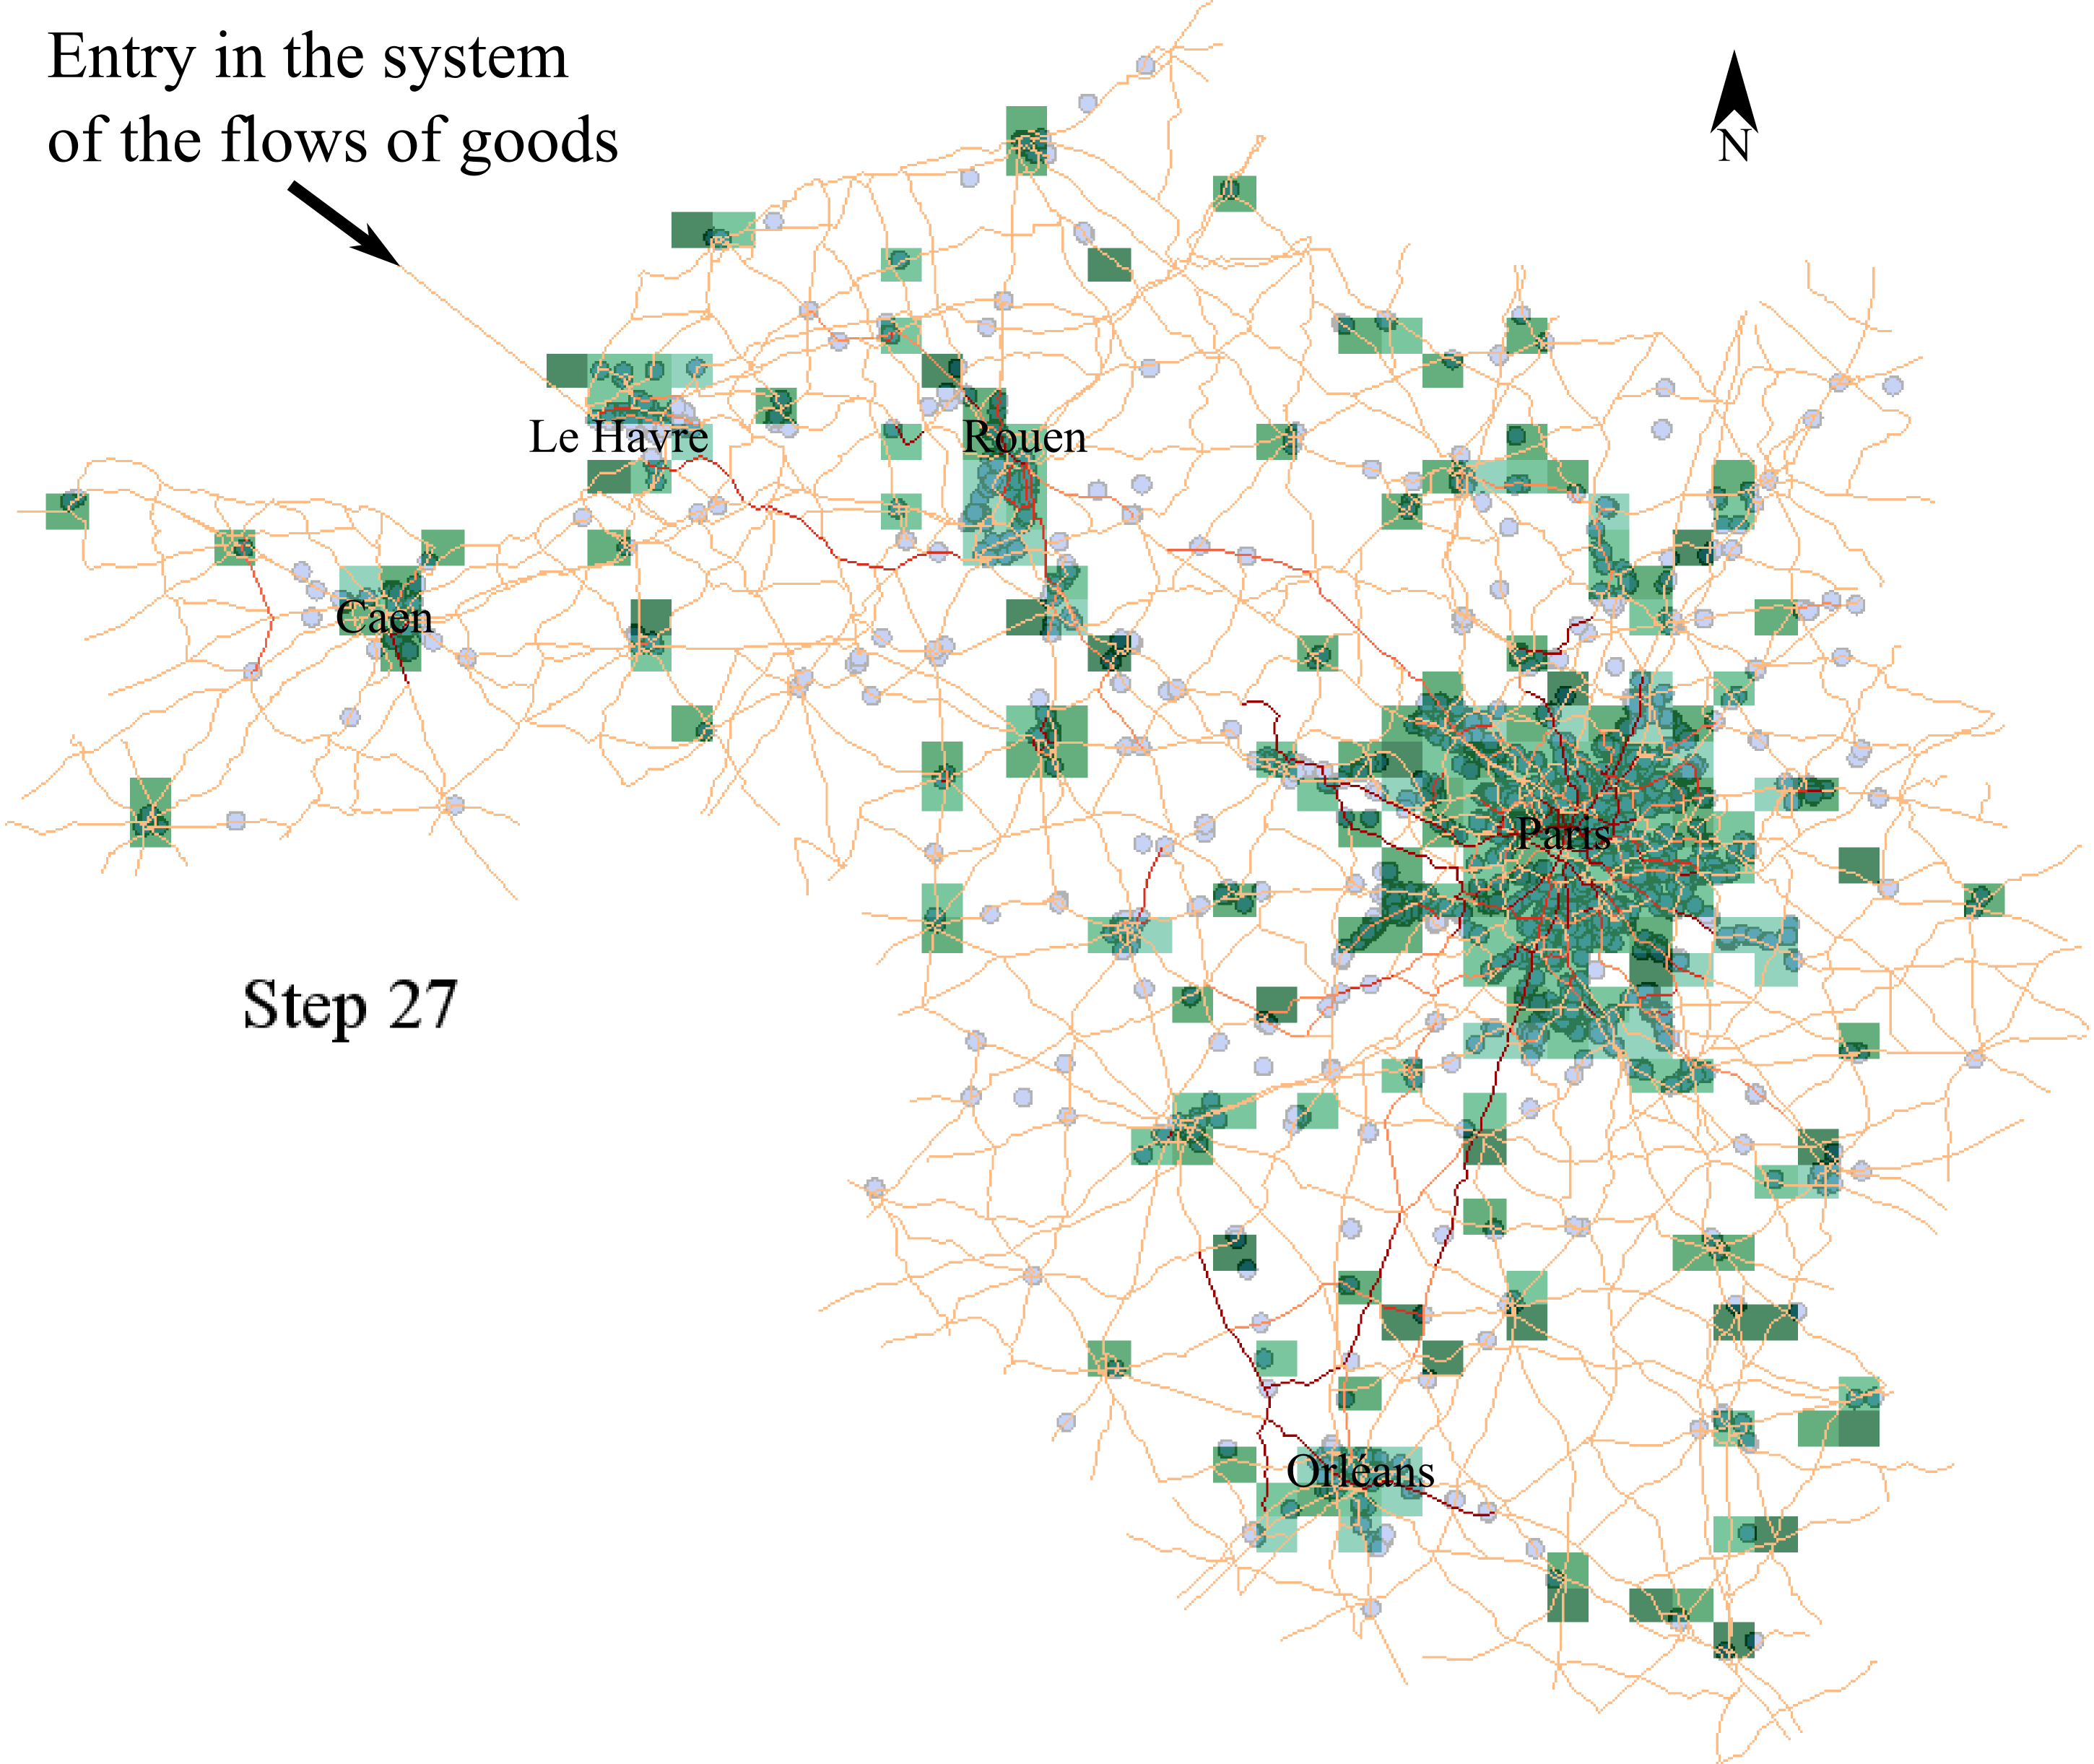 Entry in the system
of the flows of goods
N
Le Havre
Rouen
Caen
Paris
Step 27
Orléans